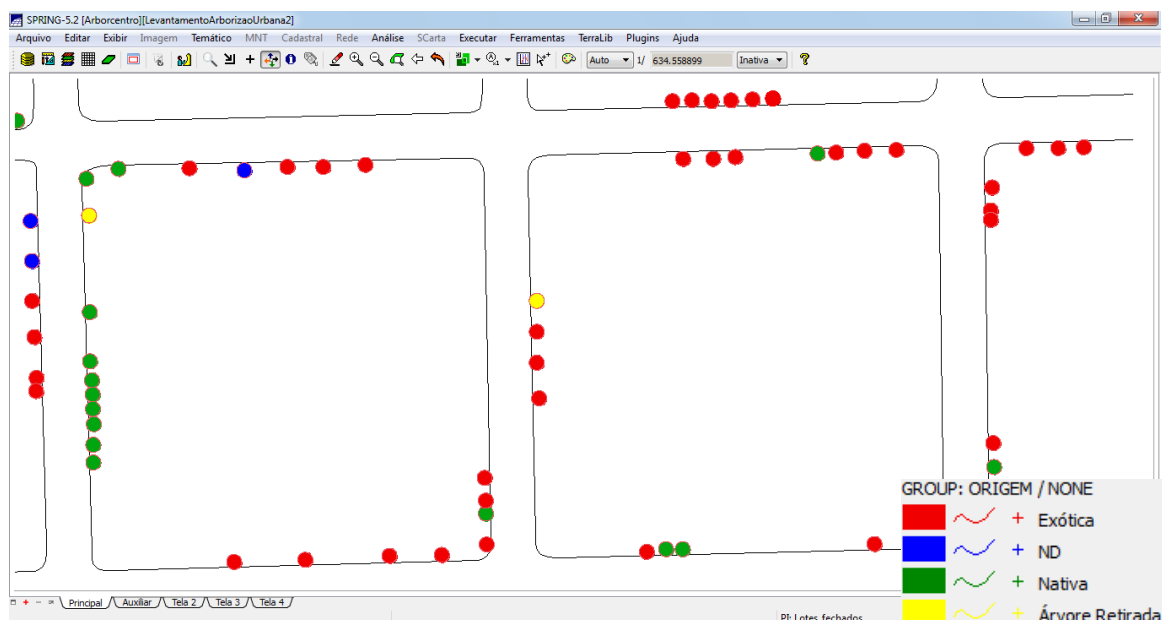 SPRING-5.2 [Arborcentro][LevantamentoArborizaoUrbana2]
Arquivo Editar Exibir Imagem Temático MNT Cadastral Rede Análise SCarta Executar Ferramentas TerraLib Plugins Ajuda
Auto 1/ 634.558899 Inativa
GROUP: ORIGEM / NONE
Exótica
ND
Nativa
Árvore Retirada
Principal Auxiliar Tela 2 Tela 3 Tela 4
PI: Lotes fechados